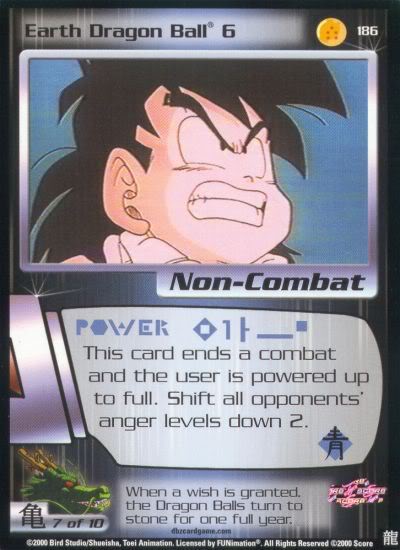 Earth Dragon Ball® 6
186
Non-Combat
POWER
This card ends a combat
and the user is powered up
to full. Shift all opponents'
anger levels down 2.
青
亀 7 of 10
When a wish is granted,
the Dragon Balls turn to
stone for one full year.
dbzcardgame.com
©2000 Bird Studio/Shueisha, Toei Animation. Licensed by FUNimation®. All Rights Reserved ©2000 Score
龍